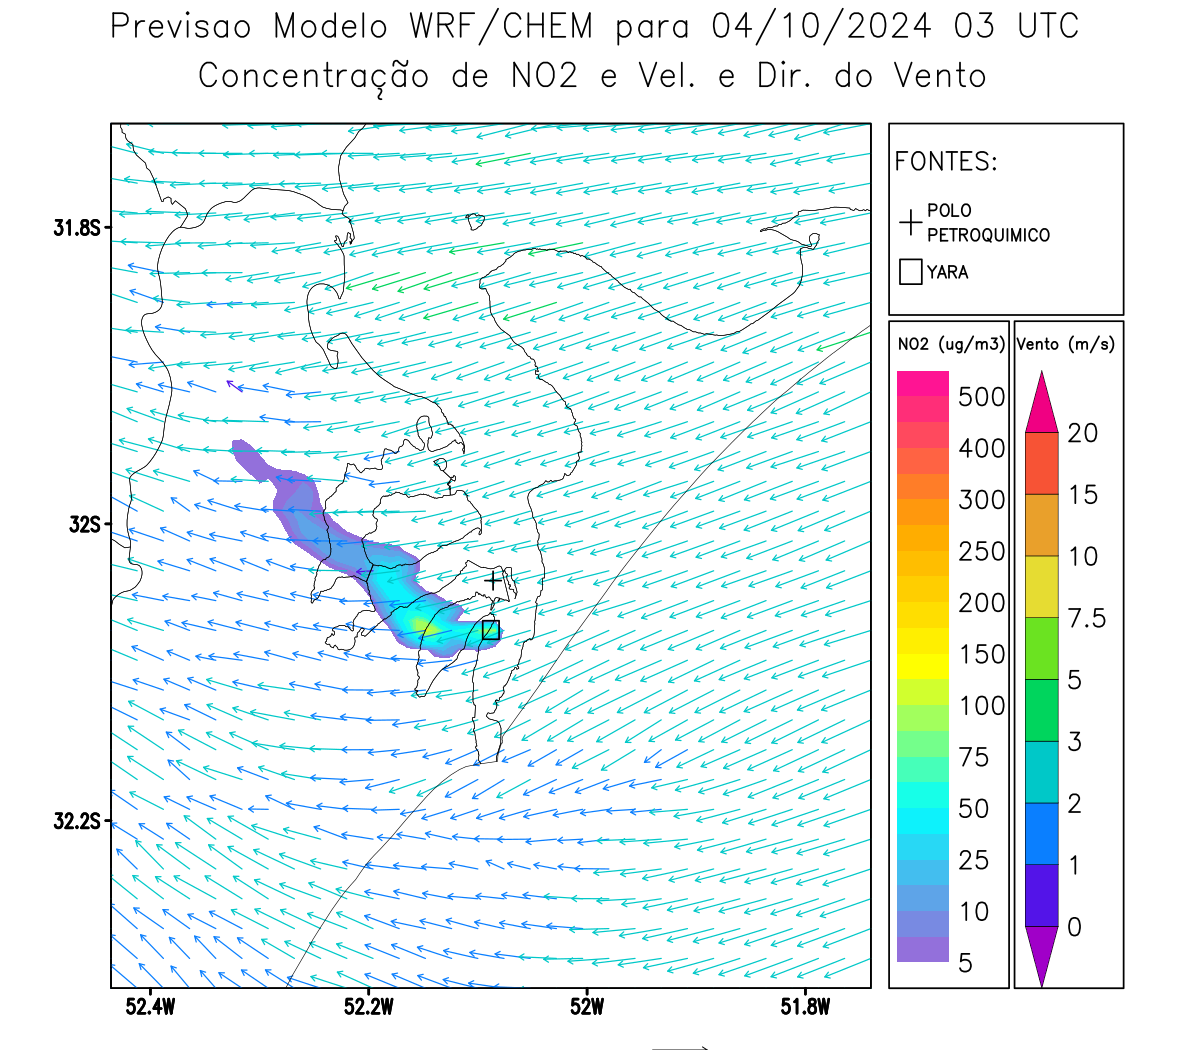 Previsao Modelo WRF/CHEM para 04/10/2024 03 UTC
Concentração de NO2 e Vel. e Dir. do Vento
FONTES:
POLO
PETROQUIMICO
YARA
31.8S
32S
32.2S
52.4W
52.2W
52W
51.8W
NO2 (ug/m3)
500
400
300
250
200
150
100
75
50
25
10
5
Vento (m/s)
20
15
10
7.5
5
3
2
1
0